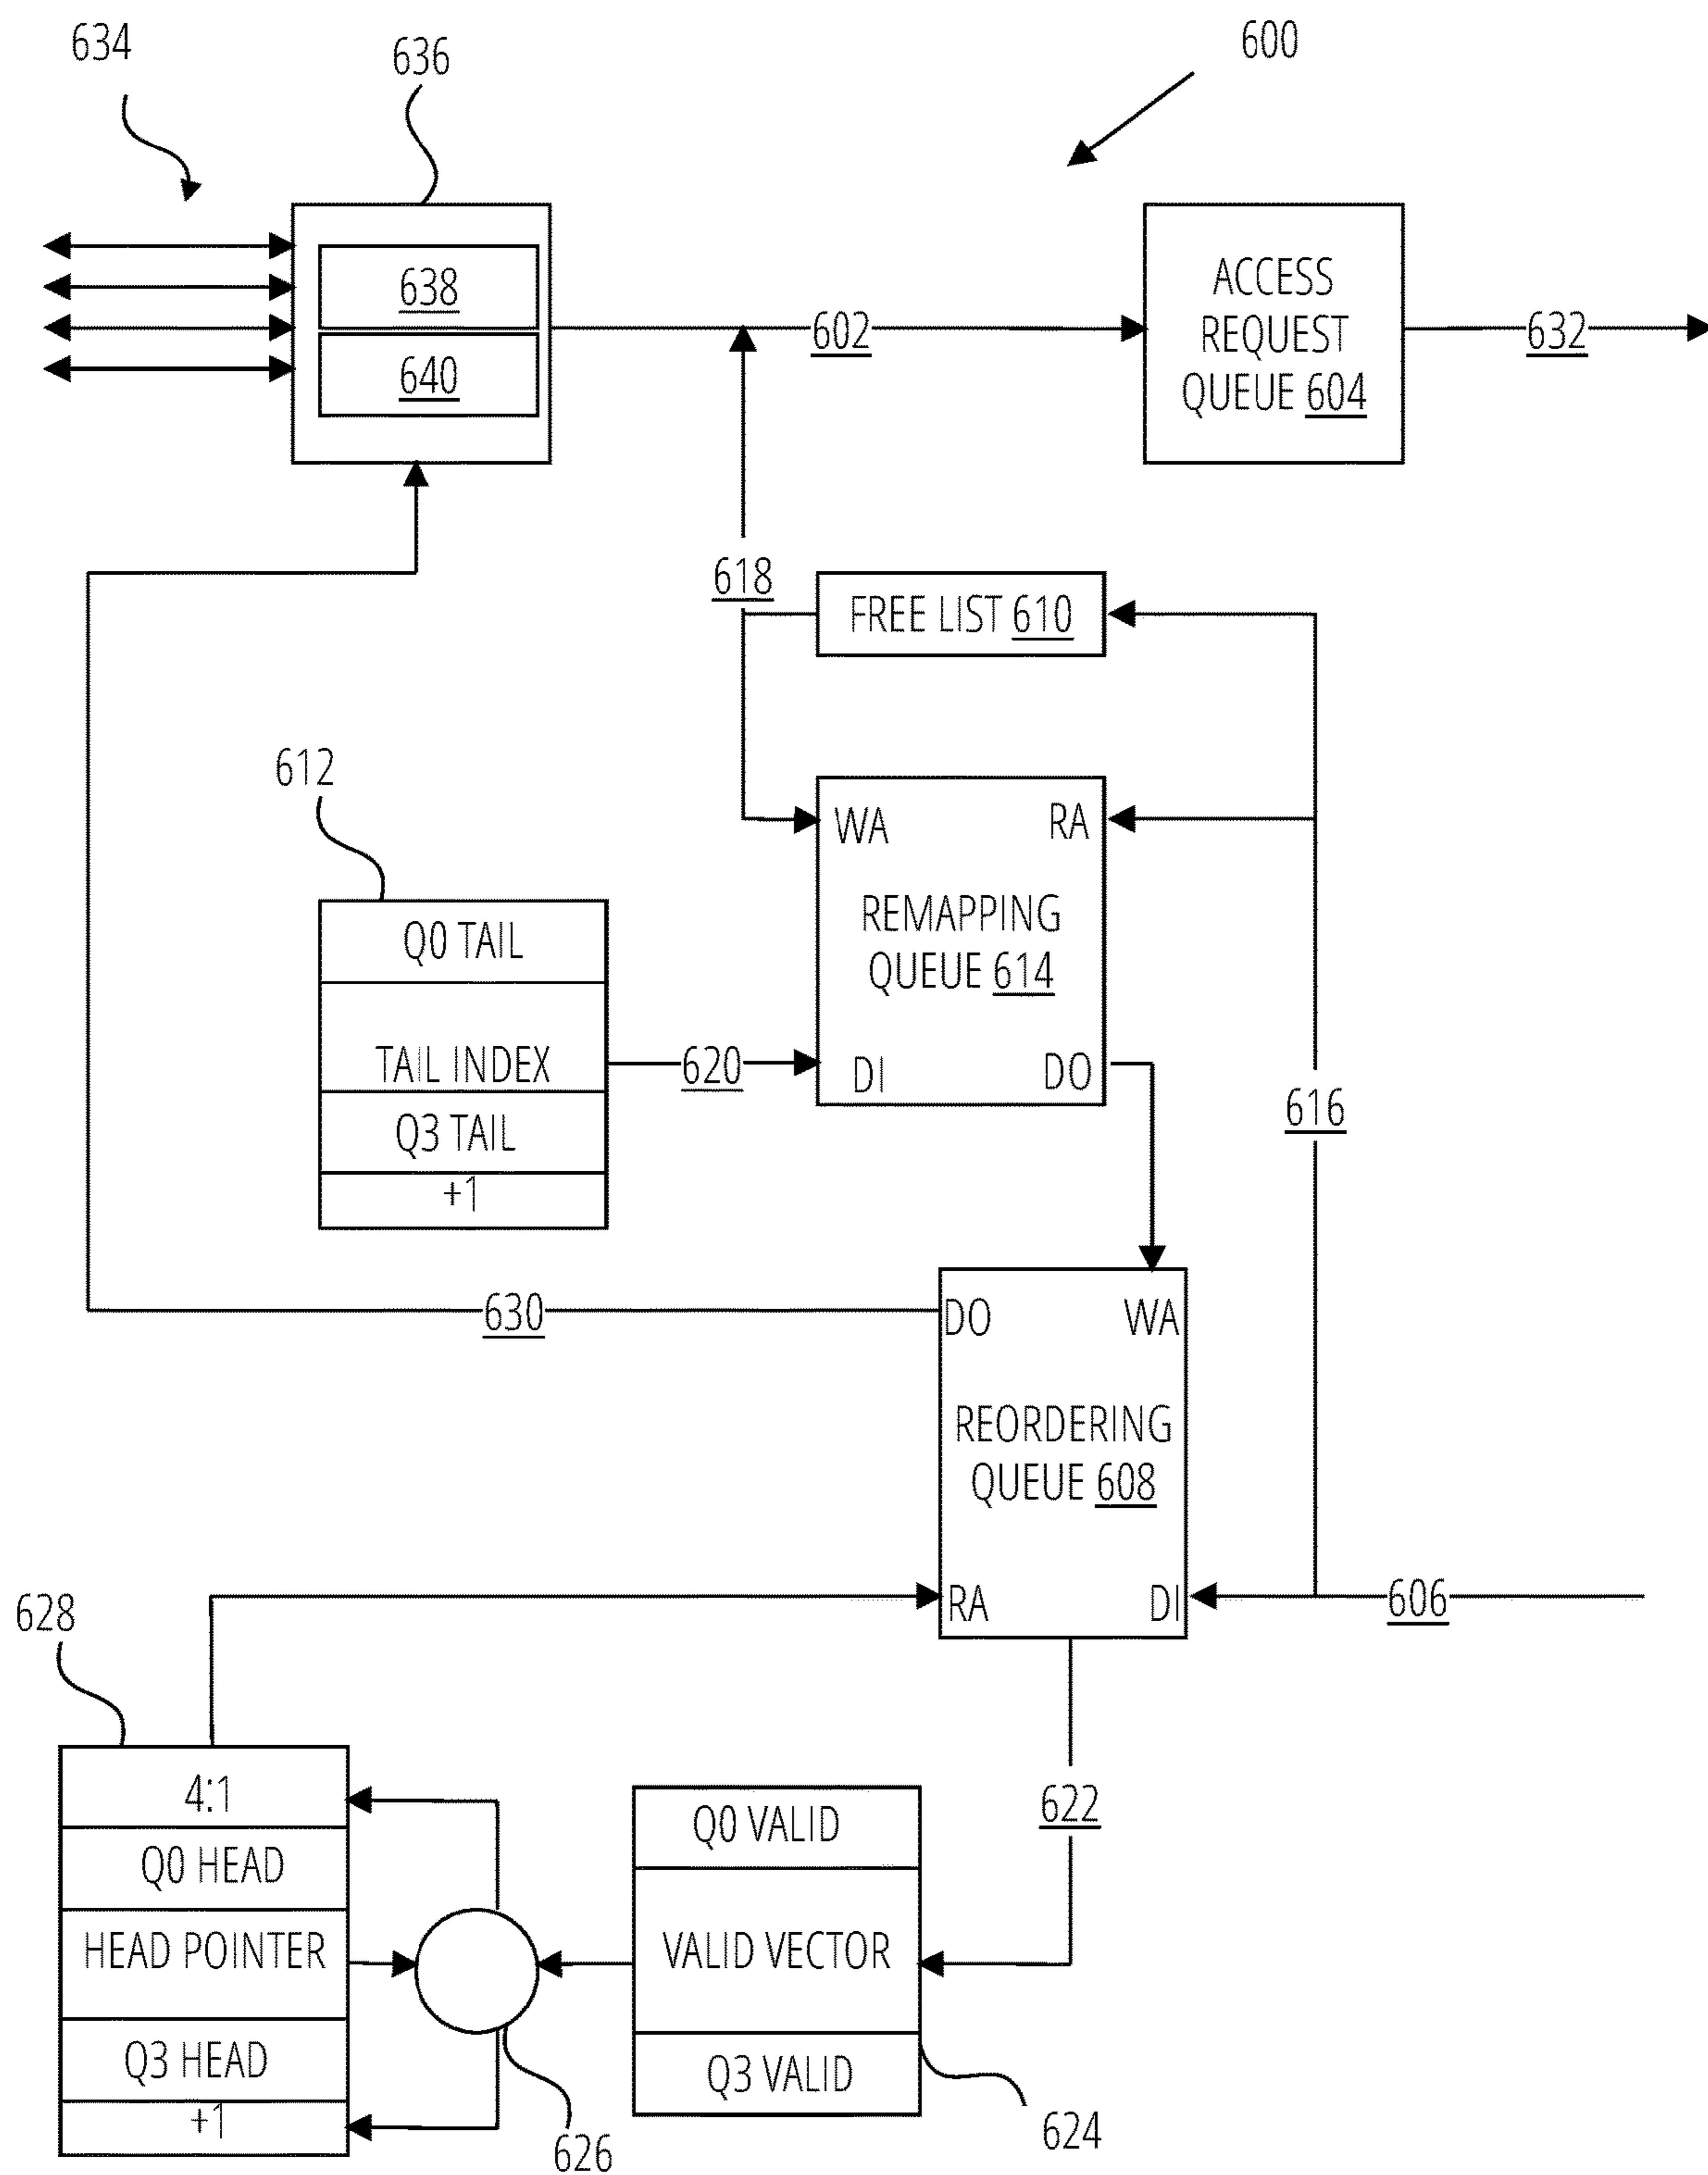 634
636
600
638
640
602
ACCESS
REQUEST
QUEUE 604
632
618
FREE LIST 610
612
WA
RA
REMAPPING
QUEUE 614
DI
DO
Q0 TAIL
TAIL INDEX
Q3 TAIL
+1
620
616
630
DO
WA
REORDERING
QUEUE 608
RA
DI
606
628
622
4:1
Q0 HEAD
HEAD POINTER
Q3 HEAD
+1
Q0 VALID
VALID VECTOR
Q3 VALID
626
624